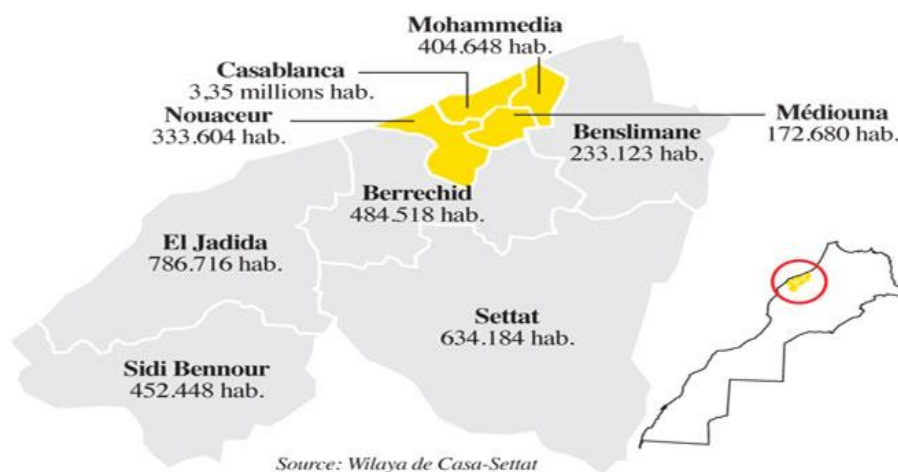 Mohammedia
404.648 hab.
Casablanca
3,35 millions hab.
Nouaceur
333.604 hab.
Médiouna
172.680 hab.
Benslimane
233.123 hab.
Berrechid
484.518 hab.
El Jadida
786.716 hab.
Settat
634.184 hab.
Sidi Bennour
452.448 hab.
Source: Wilaya de Casa-Settat